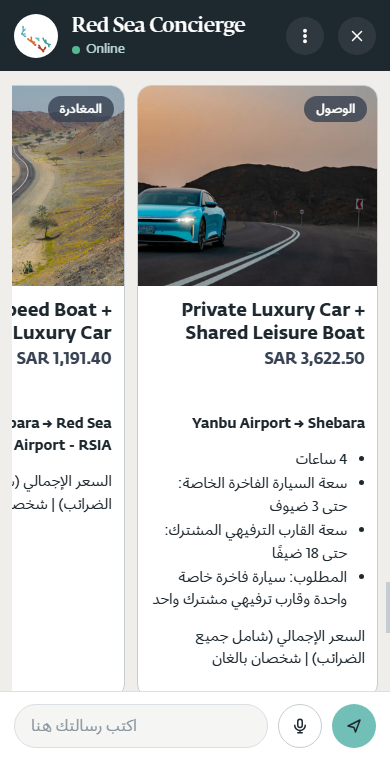 Red Sea Concierge
Online
الوصول
Private Luxury Car +
Shared Leisure Boat
SAR 3,622.50
Yanbu Airport → Shebara
4 ساعات
سعة السيارة الفاخرة الخاصة:
حتى 3 ضيوف
سعة القارب الترفيهي المشترك:
حتى 18 ضيفًا
المطلوب: سيارة فاخرة خاصة
واحدة وقارب ترفيهي مشترك واحد
السعر الإجمالي (شامل جميع
الضرائب) | شخصان بالغان
المغادرة
Boat +
Luxury Car
SAR 1,191.40
→ Red Sea
Airport - RSIA
السعر الإجمالي
الضرائب) |
اكتب رسالتك هنا